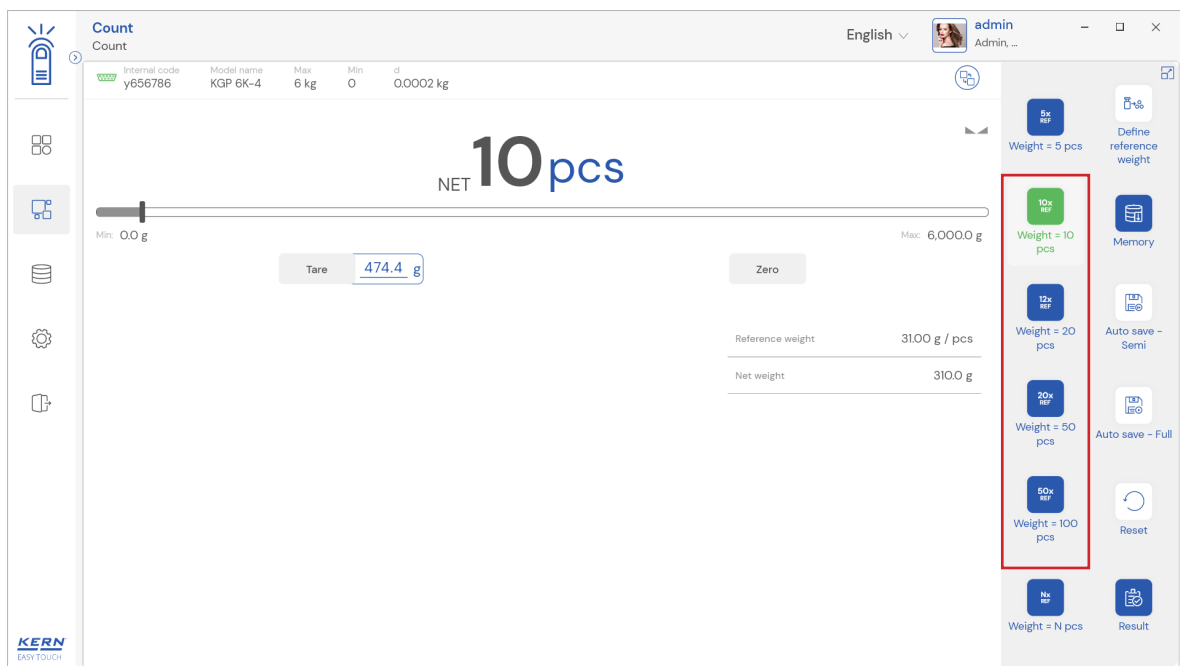 Count
Count
English
admin
Admin, ...
Internal code
y656786
Model name
KGP 6K-4
Max
6 kg
Min
0
d
0.0002 kg
NET 10 pcs
Min: 0.0 g
Max: 6,000.0 g
Tare 474.4 g
Zero
Reference weight 31.00 g / pcs
Net weight 310.0 g
5x
REF
Weight = 5 pcs
Define
reference
weight
10x
REF
Weight = 10
pcs
Memory
12x
REF
Weight = 20
pcs
Auto save -
Semi
20x
REF
Weight = 50
pcs
Auto save - Full
50x
REF
Weight = 100
pcs
Reset
Nx
REF
Weight = N pcs
Result
KERN
EASY TOUCH